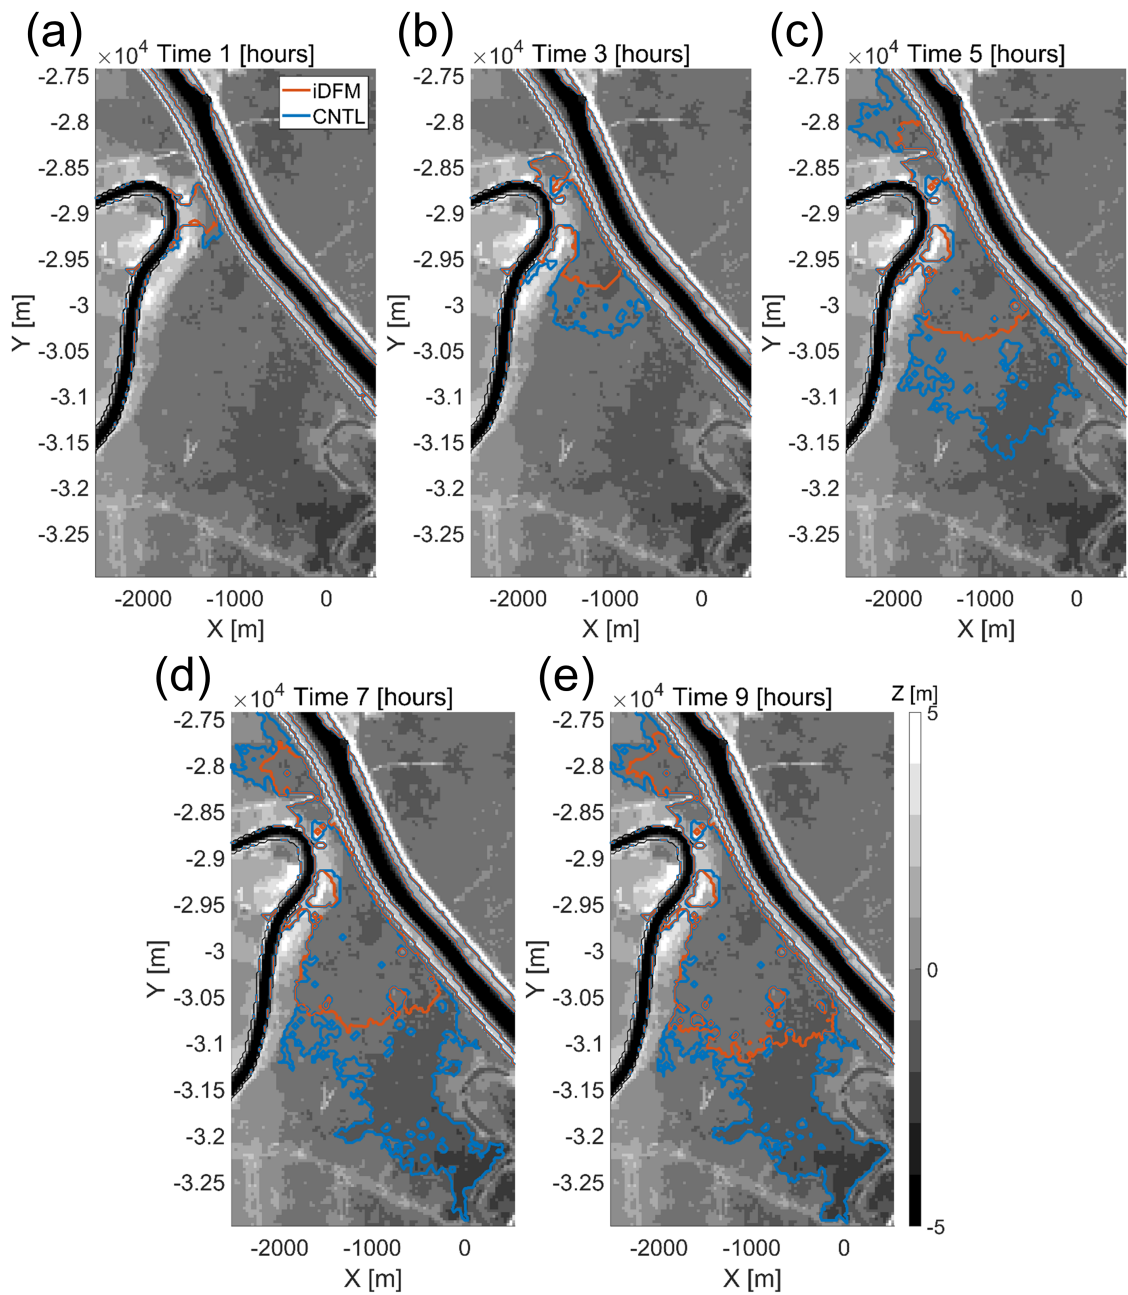 (a)
×10⁴ Time 1 [hours]
iDFM
CNTL
-2.75
-2.8
-2.85
-2.9
-2.95
-3
-3.05
-3.1
-3.15
-3.2
-3.25
Y [m]
-2000 -1000 0
X [m]
(b)
×10⁴ Time 3 [hours]
-2.75
-2.8
-2.85
-2.9
-2.95
-3
-3.05
-3.1
-3.15
-3.2
-3.25
Y [m]
-2000 -1000 0
X [m]
(c)
×10⁴ Time 5 [hours]
-2.75
-2.8
-2.85
-2.9
-2.95
-3
-3.05
-3.1
-3.15
-3.2
-3.25
Y [m]
-2000 -1000 0
X [m]
(d)
×10⁴ Time 7 [hours]
-2.75
-2.8
-2.85
-2.9
-2.95
-3
-3.05
-3.1
-3.15
-3.2
-3.25
Y [m]
-2000 -1000 0
X [m]
(e)
×10⁴ Time 9 [hours]
-2.75
-2.8
-2.85
-2.9
-2.95
-3
-3.05
-3.1
-3.15
-3.2
-3.25
Y [m]
-2000 -1000 0
X [m]
Z [m]
5
0
-5